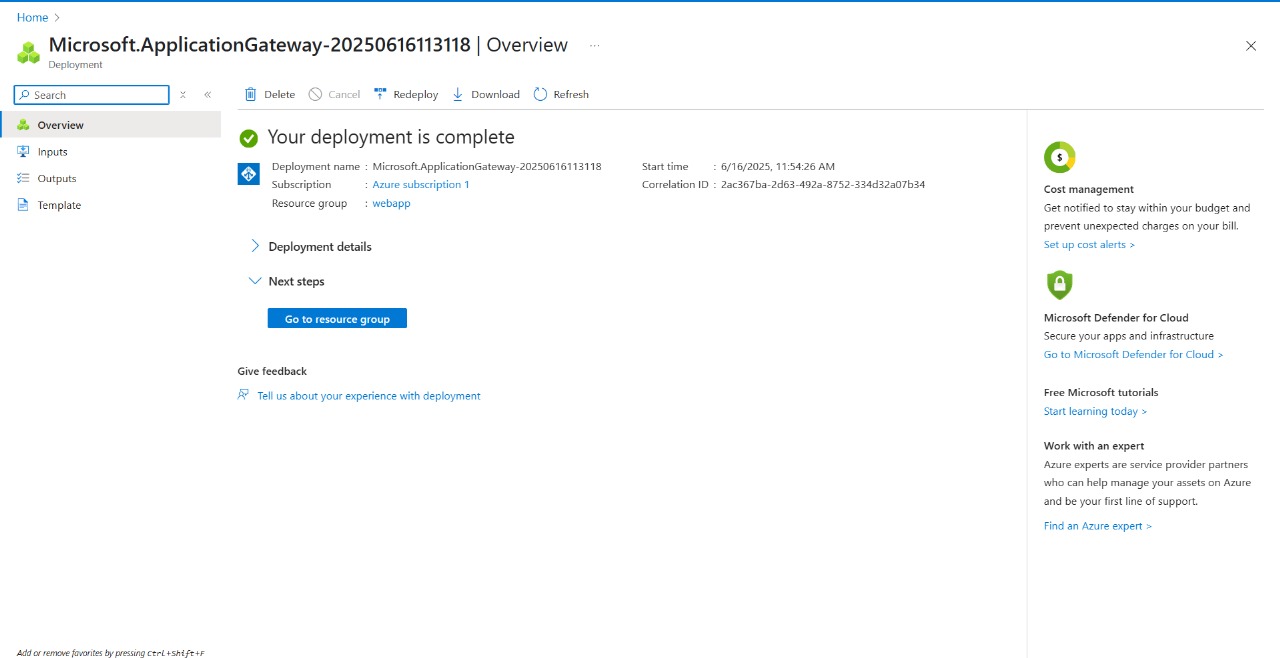 Home >
Microsoft.ApplicationGateway-20250616113118 | Overview ...
Deployment
Search
Overview
Inputs
Outputs
Template
Delete Cancel Redeploy Download Refresh
Your deployment is complete
Deployment name : Microsoft.ApplicationGateway-20250616113118
Subscription : Azure subscription 1
Resource group : webapp
Start time : 6/16/2025, 11:54:26 AM
Correlation ID : 2ac367ba-2d63-492a-8752-334d32a07b34
Deployment details
Next steps
Go to resource group
Give feedback
Tell us about your experience with deployment
$
Cost management
Get notified to stay within your budget and
prevent unexpected charges on your bill.
Set up cost alerts >
Microsoft Defender for Cloud
Secure your apps and infrastructure
Go to Microsoft Defender for Cloud >
Free Microsoft tutorials
Start learning today >
Work with an expert
Azure experts are service provider partners
who can help manage your assets on Azure
and be your first line of support.
Find an Azure expert >
Add or remove favorites by pressing Ctrl+Shift+F